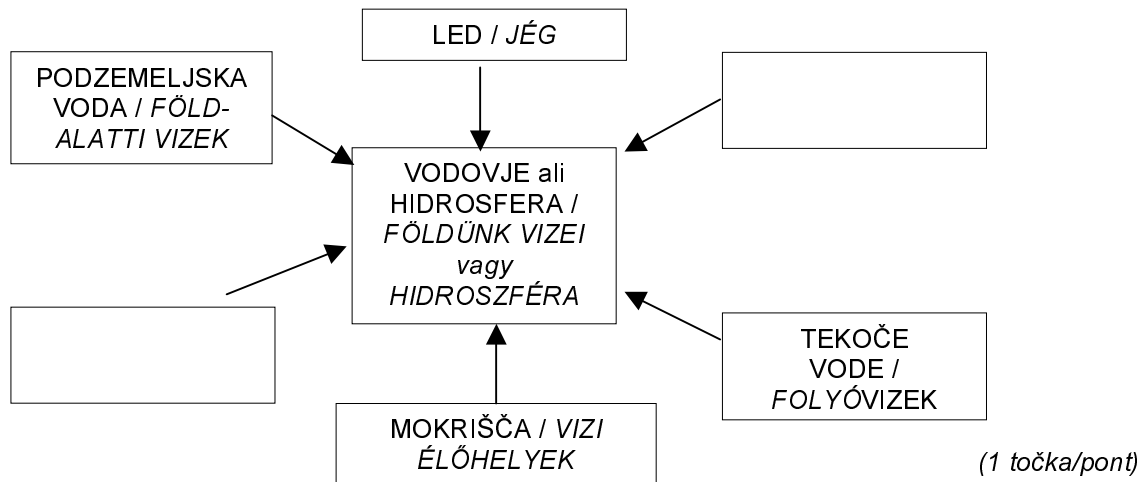 LED / JÉG
PODZEMELJSKA
VODA / FÖLD-
ALATTI VIZEK
VODOVJE ali
HIDROSFERA /
FÖLDÜNK VIZEI
vagy
HIDROSZFÉRA
TEKOČE
VODE /
FOLYÓVIZEK
MOKRIŠČA / VIZI
ÉLŐHELYEK
(1 točka/pont)